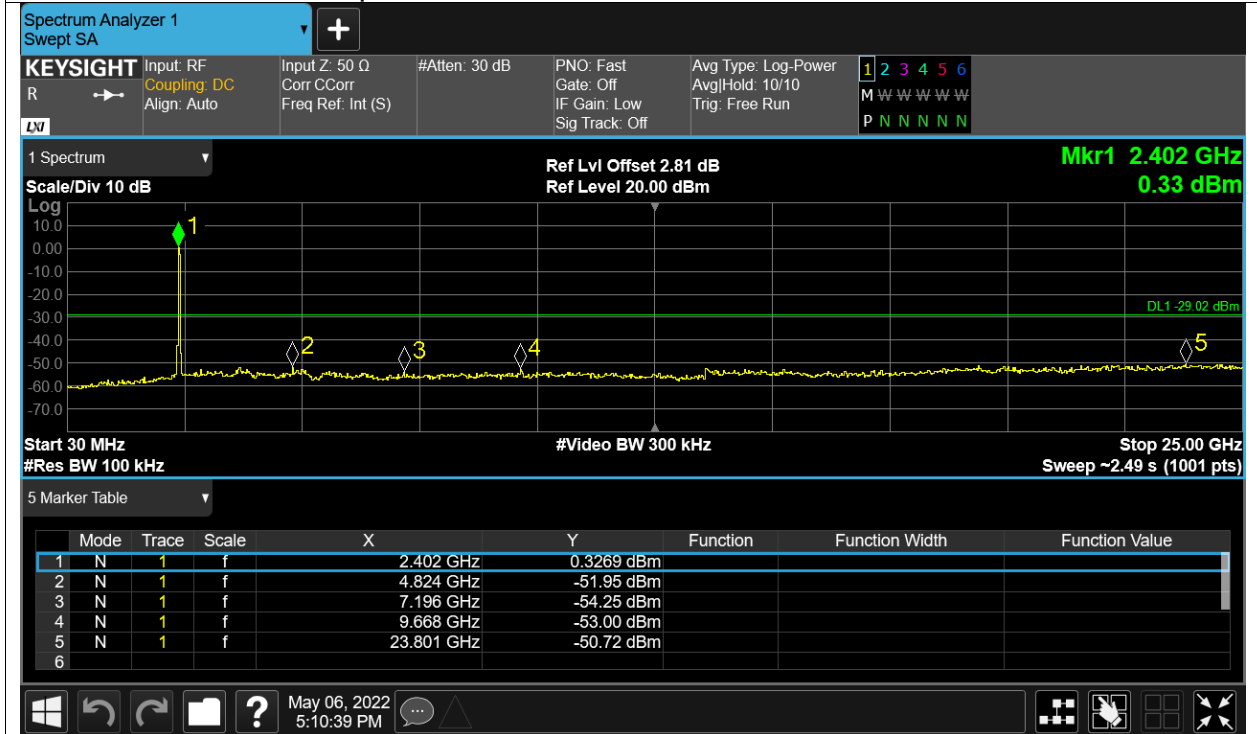 Spectrum Analyzer 1
Swept SA
+
KEYSIGHT
R
LXI
Input: RF
Coupling: DC
Align: Auto
Input Z: 50 Ω
Corr CCorr
Freq Ref: Int (S)
#Atten: 30 dB
PNO: Fast
Gate: Off
IF Gain: Low
Sig Track: Off
Avg Type: Log-Power
Avg|Hold: 10/10
Trig: Free Run
1 2 3 4 5 6
M W W W W W
P N N N N N
1 Spectrum
Scale/Div 10 dB
Ref Lvl Offset 2.81 dB
Ref Level 20.00 dBm
Mkr1 2.402 GHz
0.33 dBm
Log
10.0
0.00
-10.0
-20.0
-30.0
-40.0
-50.0
-60.0
-70.0
1
2
3
4
5
DL1 -29.02 dBm
Start 30 MHz
#Video BW 300 kHz
Stop 25.00 GHz
#Res BW 100 kHz
Sweep ~2.49 s (1001 pts)
5 Marker Table
Mode Trace Scale X Y Function Function Width Function Value
1 N 1 f 2.402 GHz 0.3269 dBm
2 N 1 f 4.824 GHz -51.95 dBm
3 N 1 f 7.196 GHz -54.25 dBm
4 N 1 f 9.668 GHz -53.00 dBm
5 N 1 f 23.801 GHz -50.72 dBm
6
?
May 06, 2022
5:10:39 PM